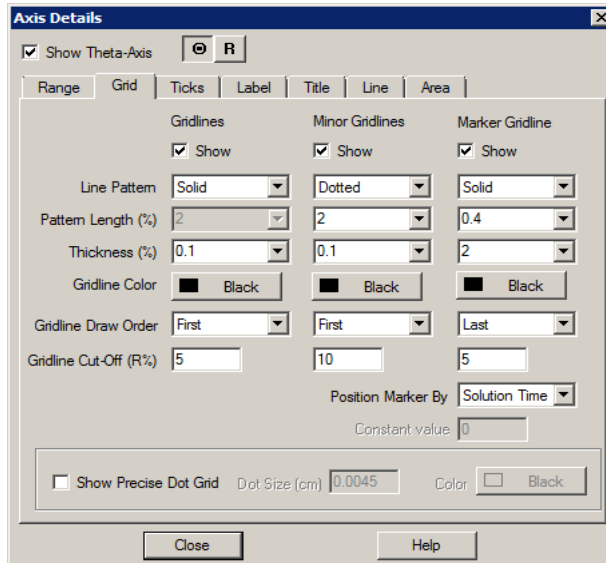 Axis Details
Show Theta-Axis Θ R
Range Grid Ticks Label Title Line Area
Gridlines Minor Gridlines Marker Gridline
Show Show Show
Line Pattern Solid Dotted Solid
Pattern Length (%) 2 2 0.4
Thickness (%) 0.1 0.1 2
Gridline Color Black Black Black
Gridline Draw Order First First Last
Gridline Cut-Off (R%) 5 10 5
Position Marker By Solution Time
Constant value 0
Show Precise Dot Grid Dot Size (cm) 0.0045 Color Black
Close Help